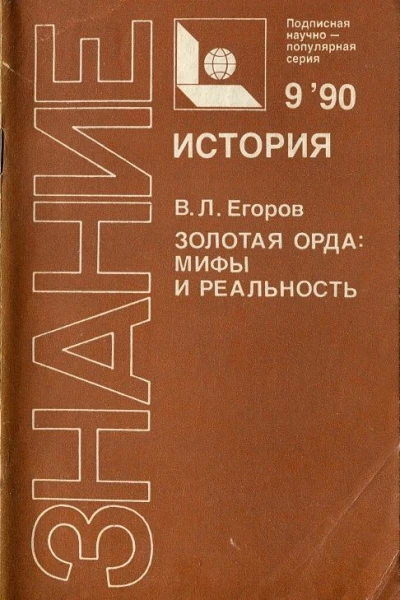 ЗНАНИЕ
Подписная
научно —
популярная
серия
9 '90
ИСТОРИЯ
В. Л. Егоров
ЗОЛОТАЯ ОРДА:
МИФЫ
И РЕАЛЬНОСТЬ